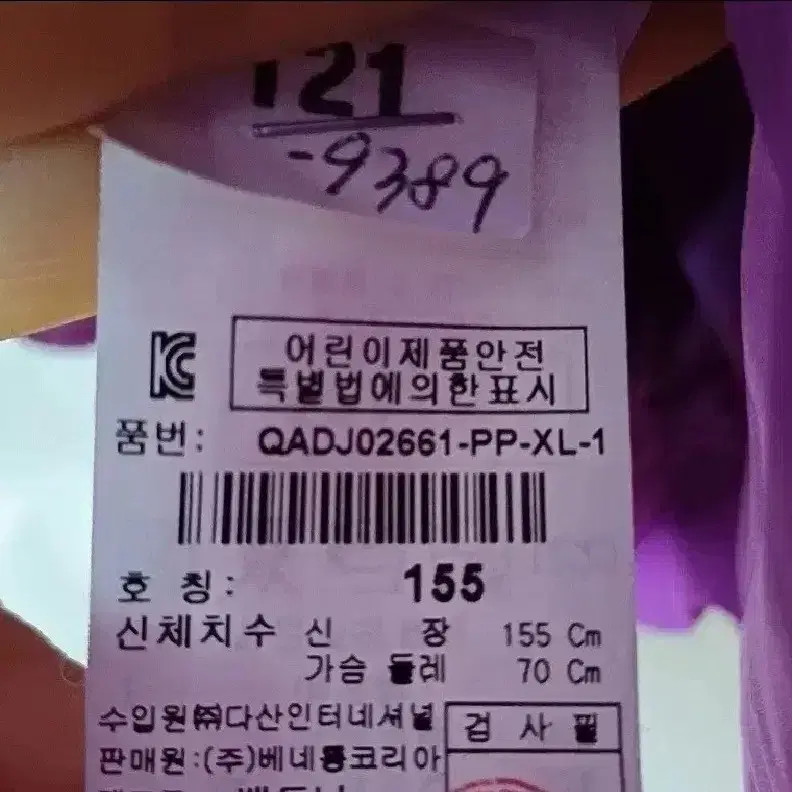 121
-9389
KC
어린이제품안전
특별법에의한표시
품번: QADJ02661-PP-XL-1
호 칭: 155
신체치수 신 장 155 Cm
가슴 둘레 70 Cm
수입원㈜다산인터네셔널
검 사 필
판매원:(주)베네통코리아